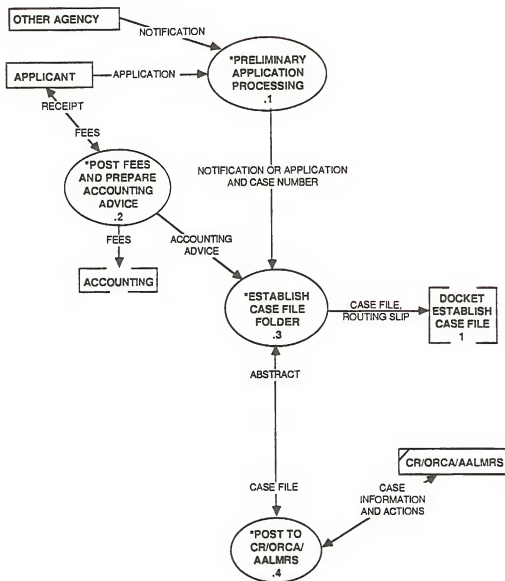 OTHER AGENCY
NOTIFICATION
APPLICANT
APPLICATION
*PRELIMINARY
APPLICATION
PROCESSING
.1
RECEIPT
FEES
*POST FEES
AND PREPARE
ACCOUNTING
ADVICE
.2
NOTIFICATION OR APPLICATION
AND CASE NUMBER
FEES
ACCOUNTING
ADVICE
ACCOUNTING
*ESTABLISH
CASE FILE
FOLDER
.3
CASE FILE,
ROUTING SLIP
DOCKET
ESTABLISH
CASE FILE
1
ABSTRACT
CR/ORCA/AALMRS
CASE FILE
CASE
INFORMATION
AND ACTIONS
*POST TO
CR/ORCA/
AALMRS
.4